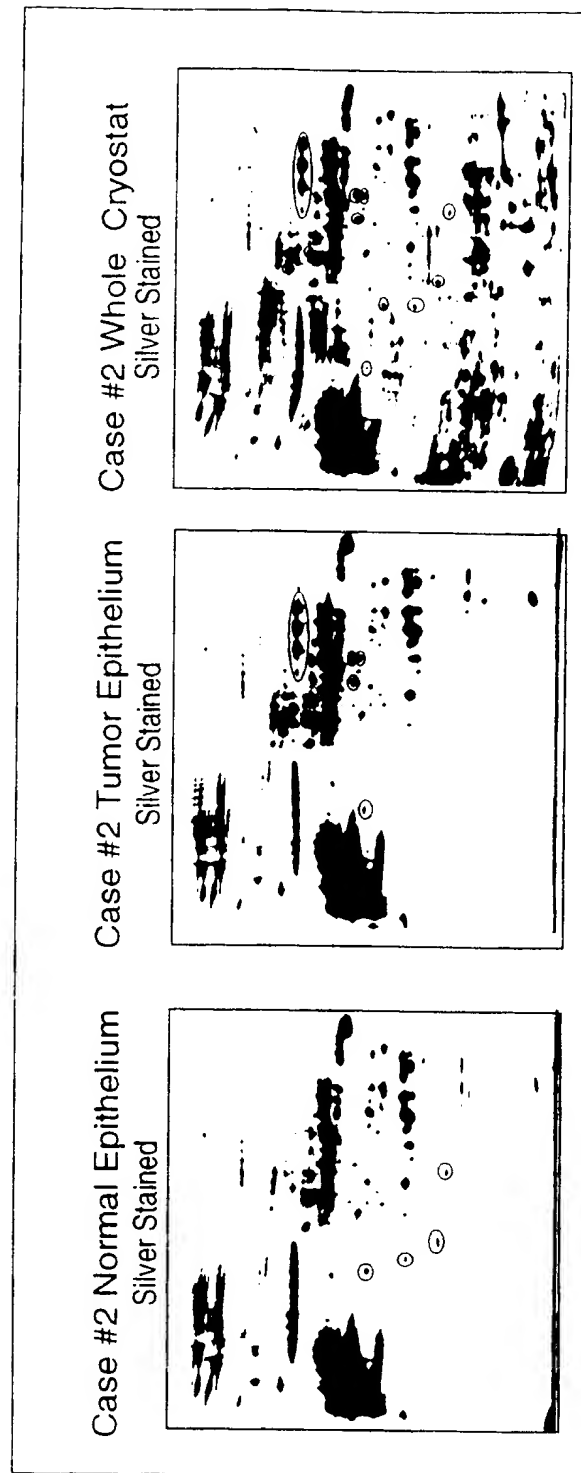 Case #2 Normal Epithelium
Silver Stained
Case #2 Tumor Epithelium
Silver Stained
Case #2 Whole Cryostat
Silver Stained